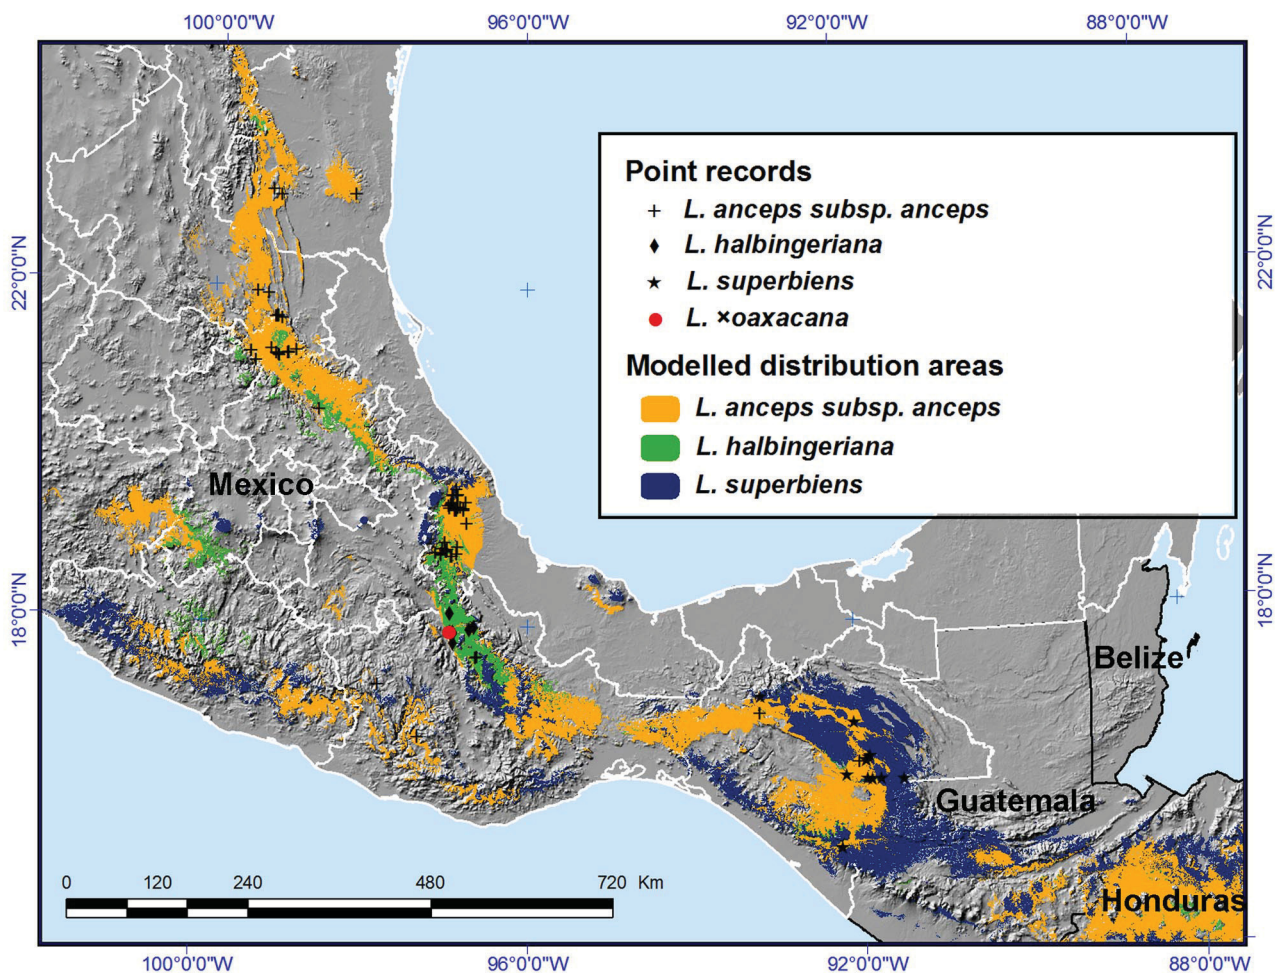 100°0'0"W 96°0'0"W 92°0'0"W 88°0'0"W
Point records
L. anceps subsp. anceps
L. halbingeriana
L. superbiens
L. ×oaxacana
Modelled distribution areas
L. anceps subsp. anceps
L. halbingeriana
L. superbiens
22°0'0"N
22°0'0"N
Mexico
18°0'0"N
18°0'0"N
Belize
Guatemala
Honduras
0 120 240 480 720 Km
100°0'0"W 96°0'0"W 92°0'0"W 88°0'0"W